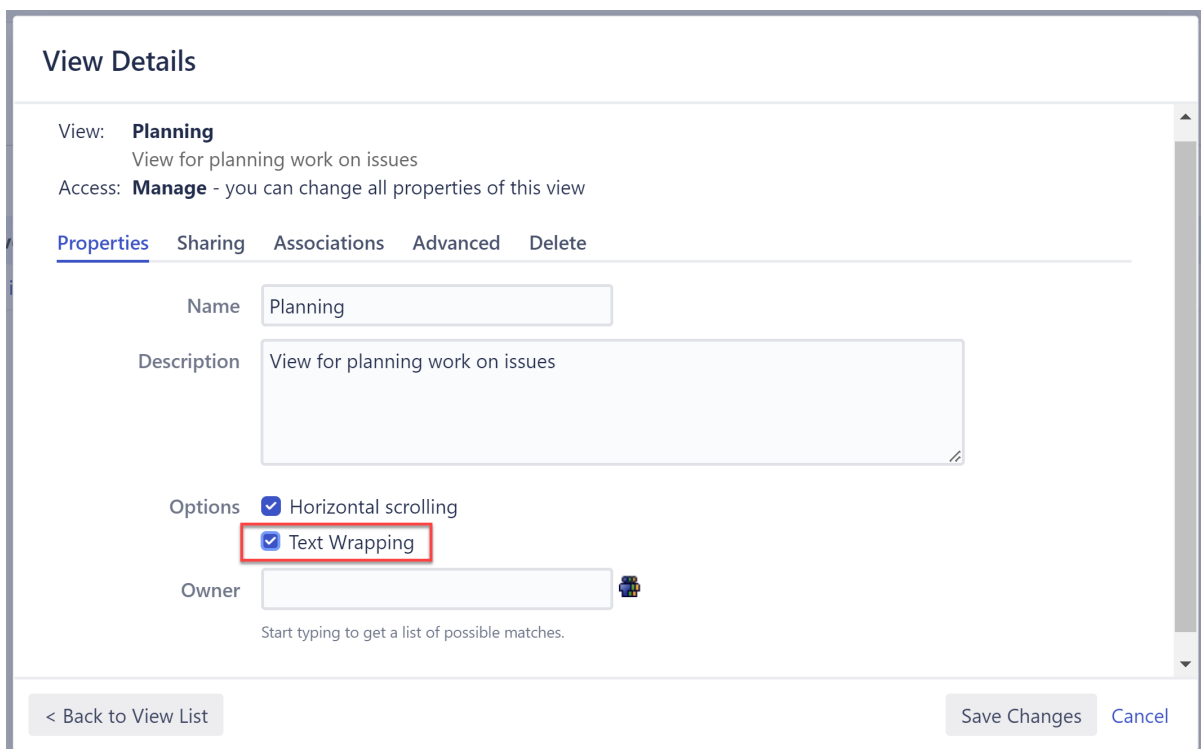 View Details
View: Planning
View for planning work on issues
Access: Manage - you can change all properties of this view
Properties Sharing Associations Advanced Delete
Name Planning
Description View for planning work on issues
Options Horizontal scrolling
Text Wrapping
Owner
Start typing to get a list of possible matches.
< Back to View List Save Changes Cancel